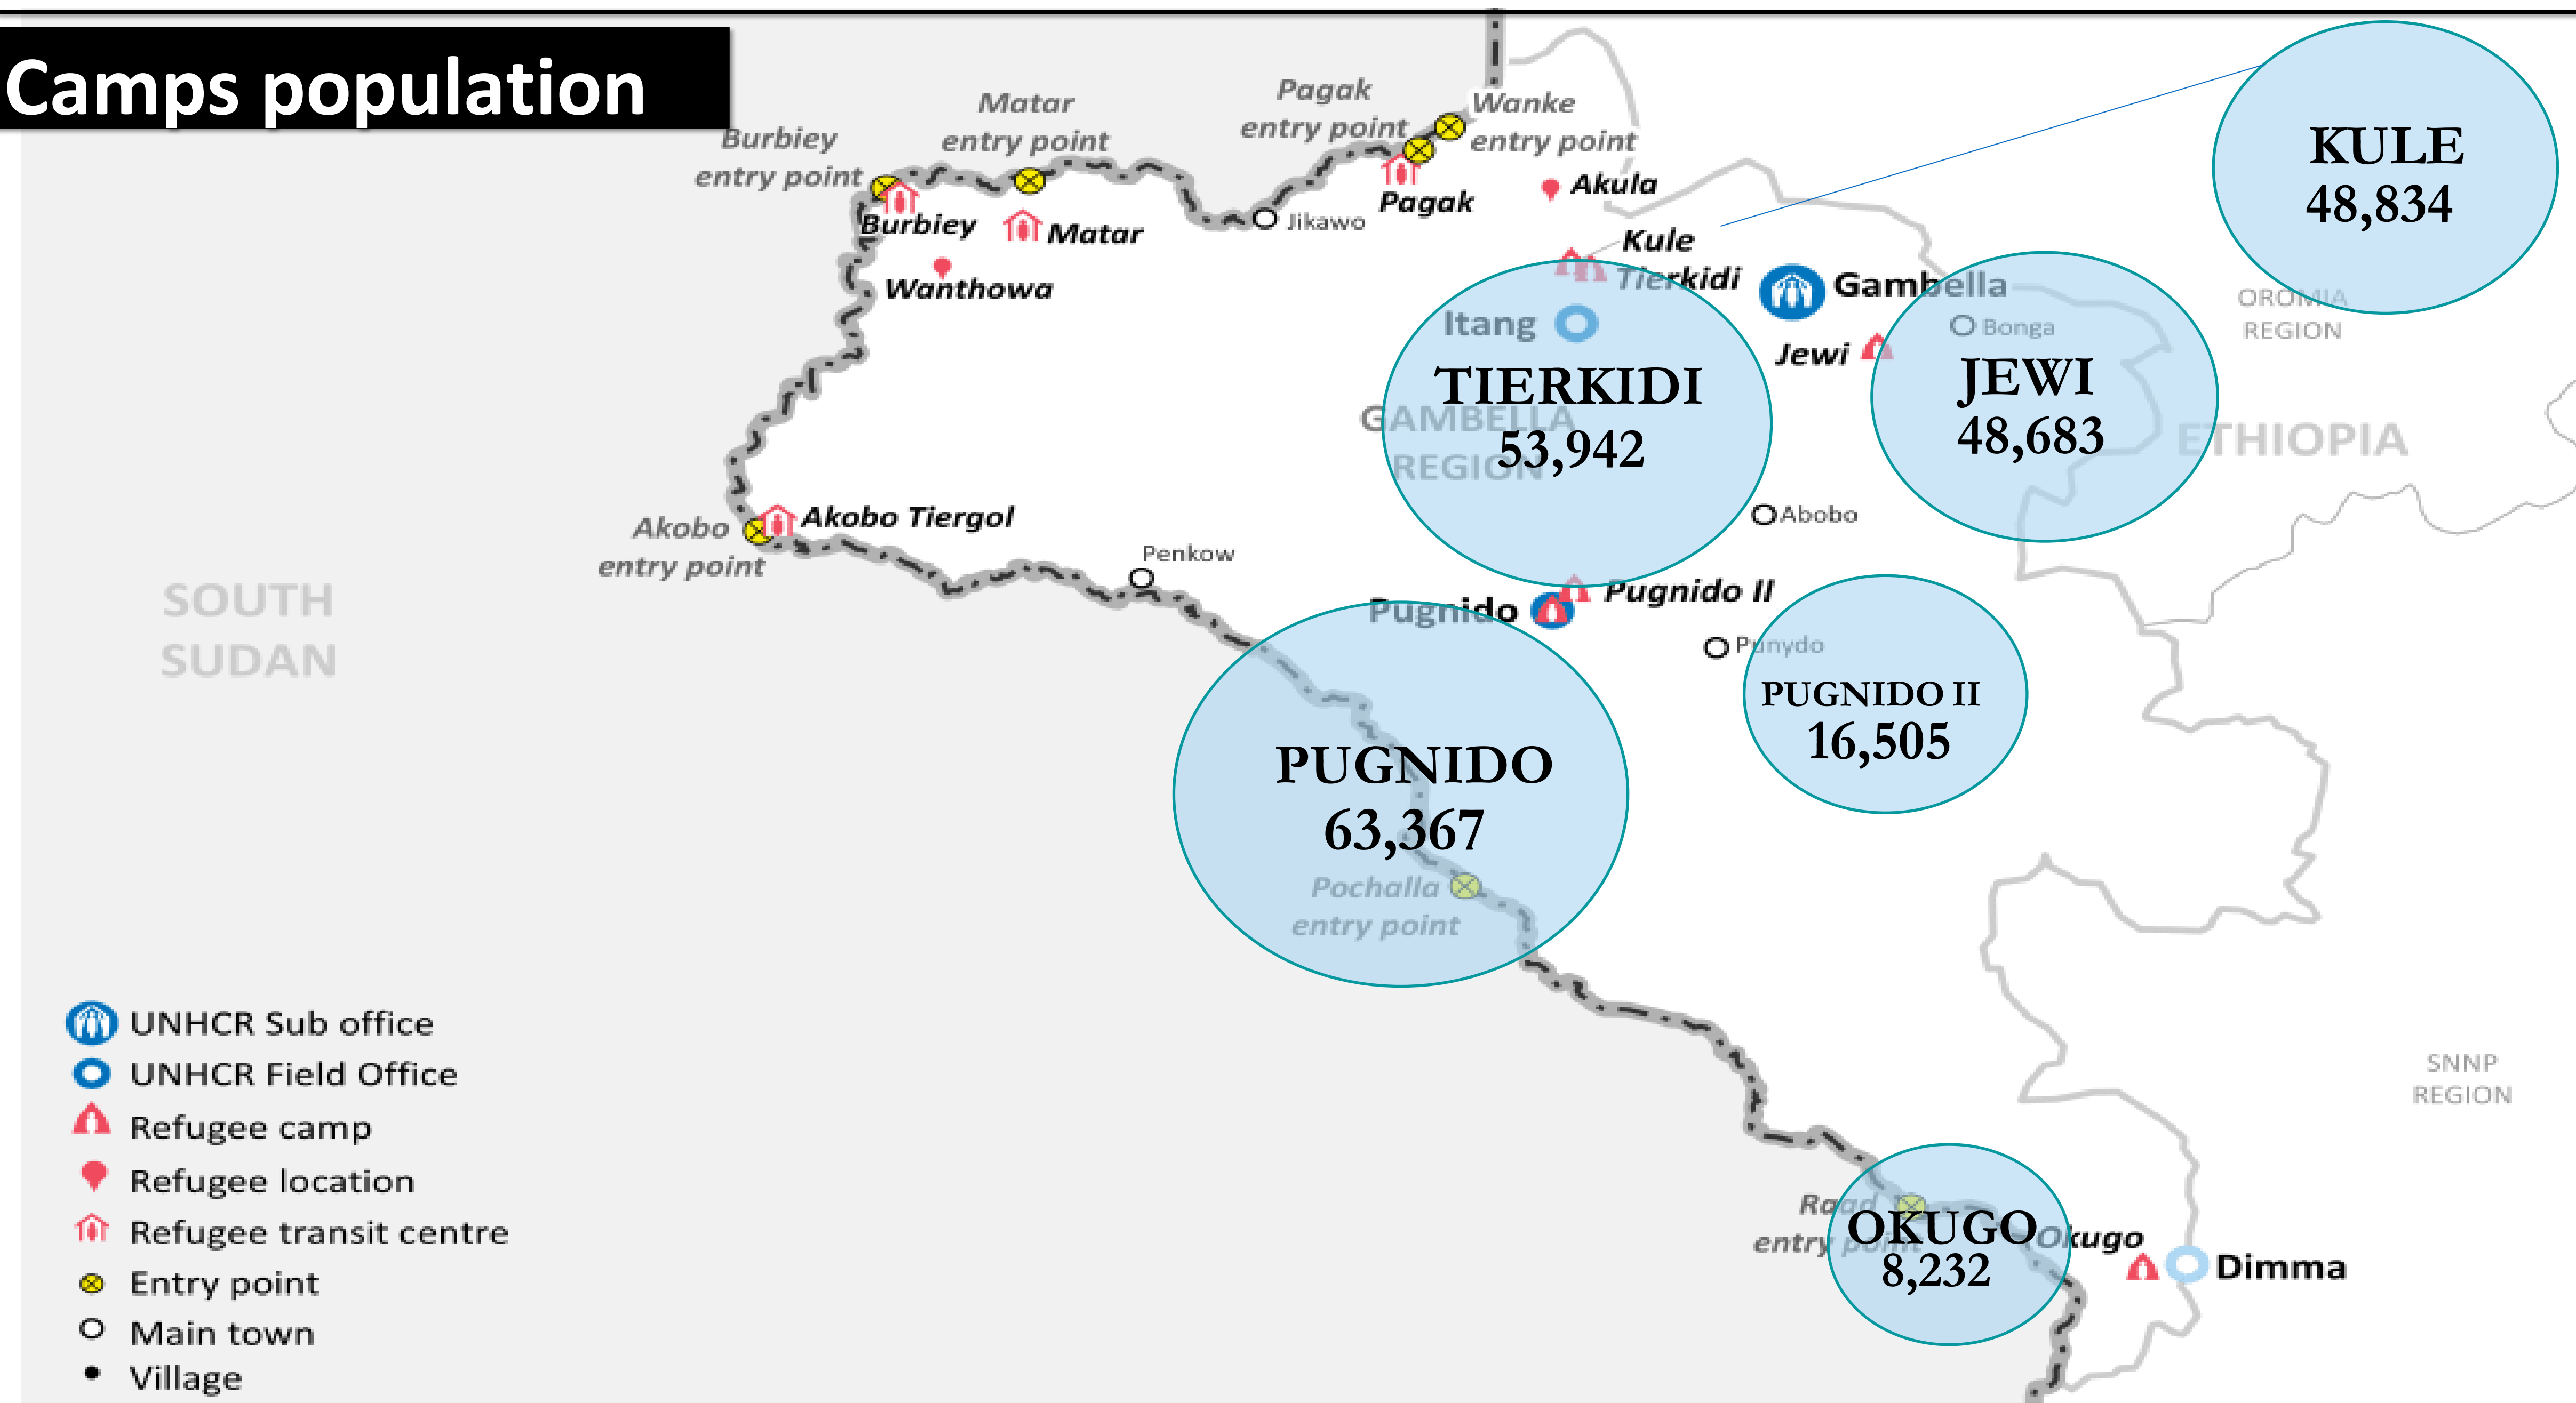 Camps population
Burbiey
entry point
Matar
entry point
Pagak
entry point
Wanke
entry point
KULE
48,834
Akula
Pagak
Jikawo
Burbiey
Matar
Wanthowa
Kule
Tierkidi
Gambella
OROMIA
REGION
Itang
Bonga
Jewi
TIERKIDI
53,942
GAMBELLA
REGION
JEWI
48,683
ETHIOPIA
Akobo Tiergol
Akobo
entry point
Abobo
Penkow
SOUTH
SUDAN
Pugnido
Pugnido II
Punydo
PUGNIDO II
16,505
PUGNIDO
63,367
Pochalla
entry point
SNNP
REGION
Raad
entry point
OKUGO
8,232
Okugo
Dimma
UNHCR Sub office
UNHCR Field Office
Refugee camp
Refugee location
Refugee transit centre
Entry point
Main town
Village